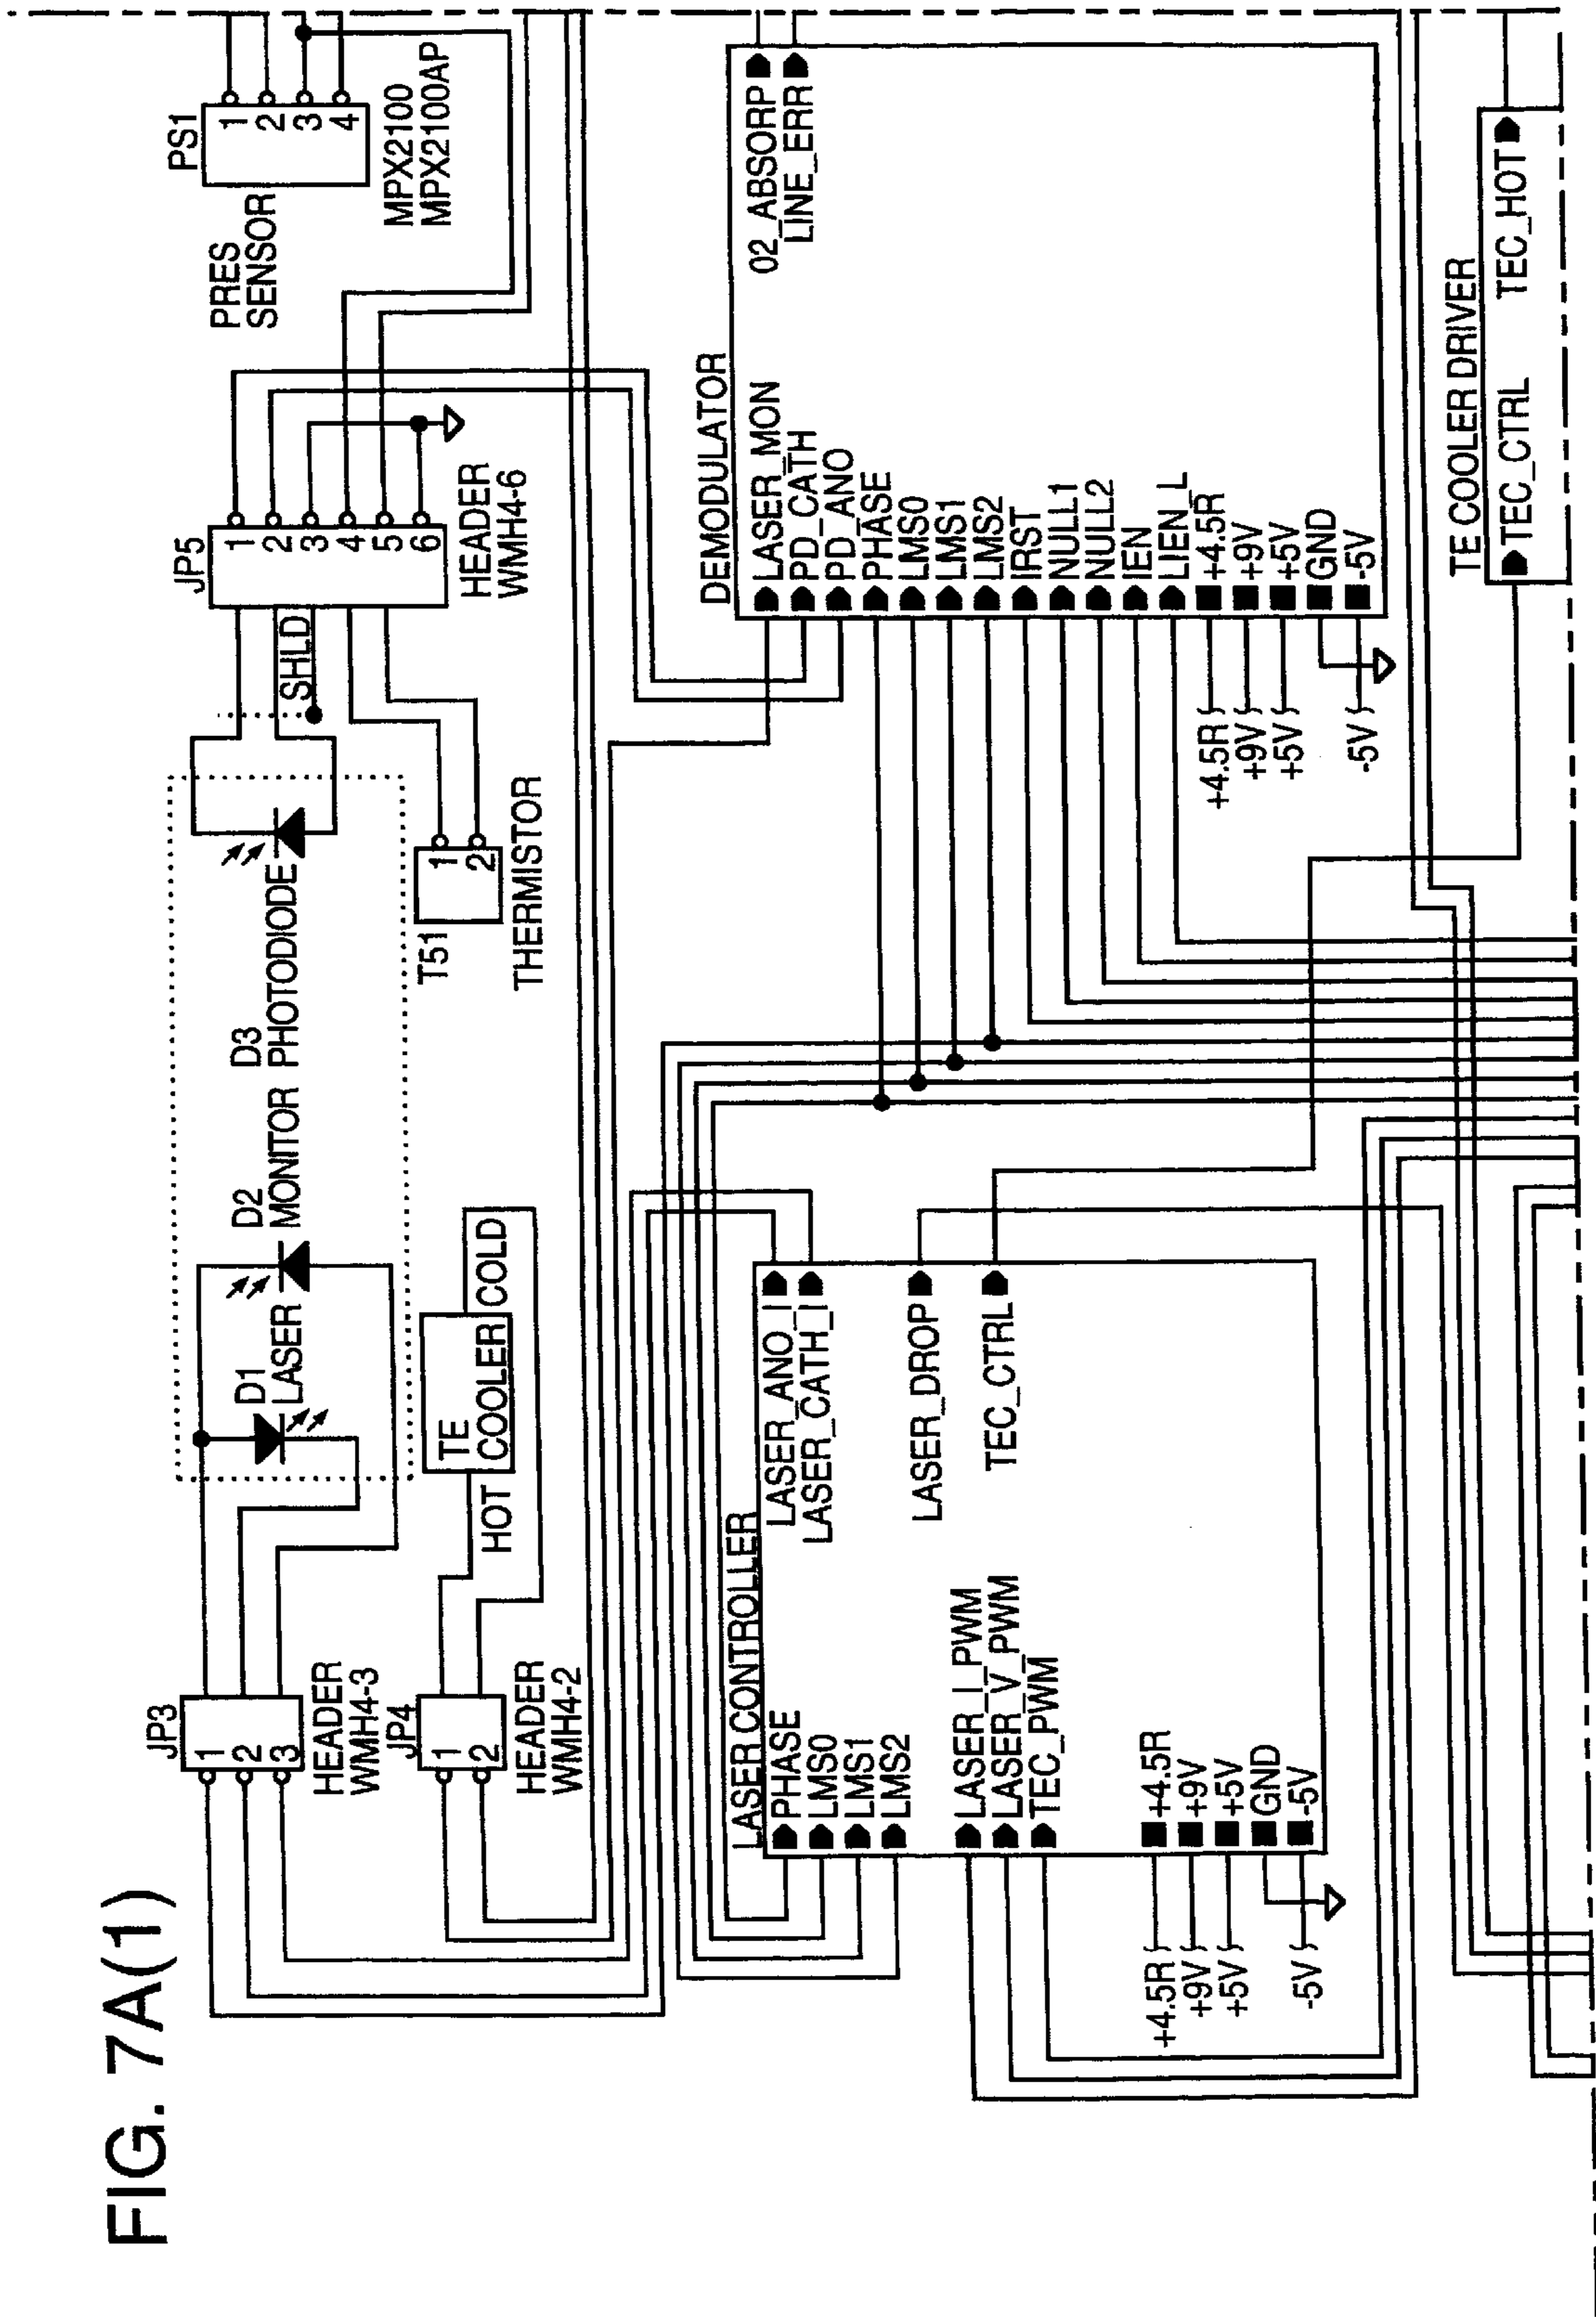 FIG. 7A(1)
JP3
1
2
3
HEADER
WMH4-3
JP4
1
2
HEADER
WMH4-2
D1
LASER
D2
MONITOR
D3
PHOTODIODE
TE
COOLER
HOT
COLD
T51
1
2
THERMISTOR
SHLD
JP5
1
2
3
4
5
6
HEADER
WMH4-6
PRES
SENSOR
PS1
1
2
3
4
MPX2100
MPX2100AP
LASER CONTROLLER
PHASE
LMS0
LMS1
LMS2
LASER_I_PWM
LASER_V_PWM
TEC_PWM
+4.5R
+9V
+5V
GND
-5V
+4.5R
+9V
+5V
-5V
LASER_ANO_I
LASER_CATH_I
LASER_DROP
TEC_CTRL
DEMODULATOR
LASER_MON
PD_CATH
PD_ANO
PHASE
LMS0
LMS1
LMS2
IRST
NULL1
NULL2
IEN
LIEN_L
+4.5R
+9V
+5V
GND
-5V
+4.5R
+9V
+5V
-5V
02_ABSORP
LINE_ERR
TE COOLER DRIVER
TEC_CTRL
TEC_HOT